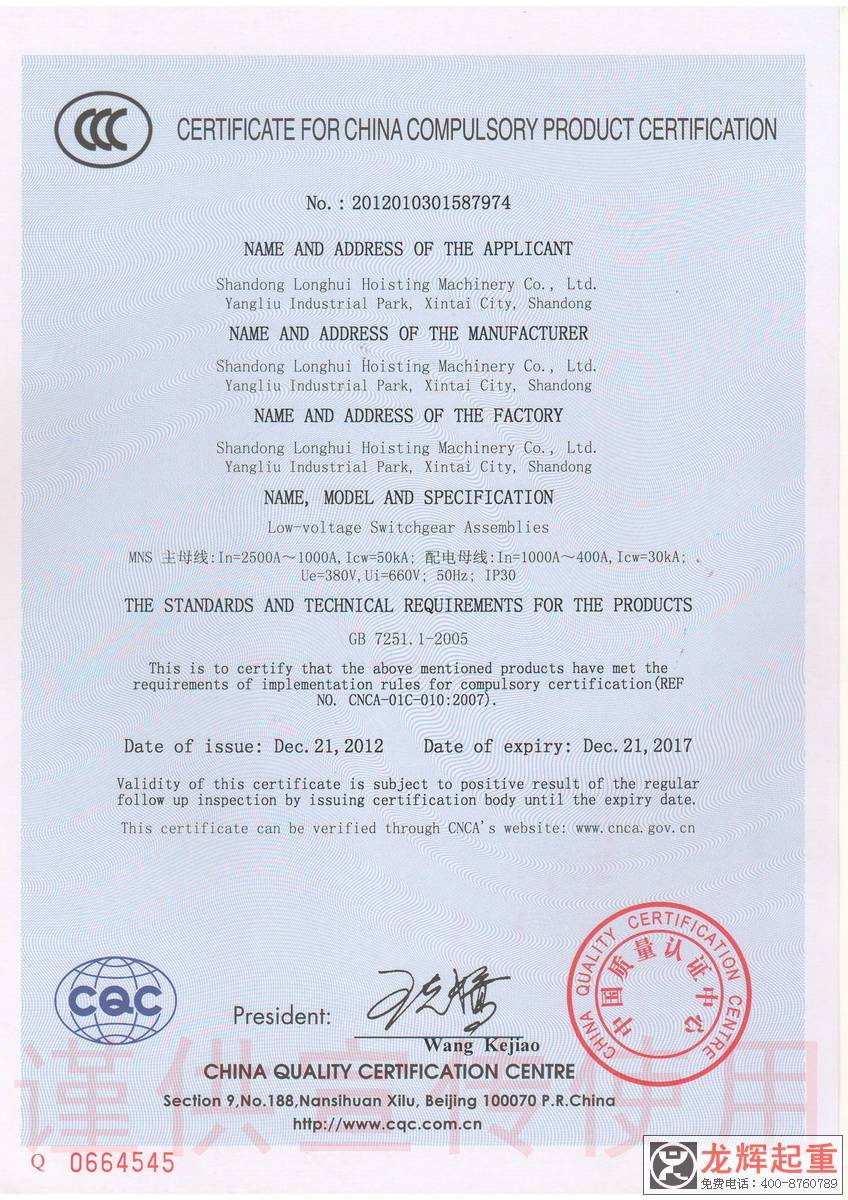 CCC
CERTIFICATE FOR CHINA COMPULSORY PRODUCT CERTIFICATION
No.: 2012010301587974
NAME AND ADDRESS OF THE APPLICANT
Shandong Longhui Hoisting Machinery Co., Ltd.
Yangliu Industrial Park, Xintai City, Shandong
NAME AND ADDRESS OF THE MANUFACTURER
Shandong Longhui Hoisting Machinery Co., Ltd.
Yangliu Industrial Park, Xintai City, Shandong
NAME AND ADDRESS OF THE FACTORY
Shandong Longhui Hoisting Machinery Co., Ltd.
Yangliu Industrial Park, Xintai City, Shandong
NAME, MODEL AND SPECIFICATION
Low-voltage Switchgear Assemblies
MNS 主母线:In=2500A～1000A,Icw=50kA; 配电母线:In=1000A～400A,Icw=30kA;
Ue=380V,Ui=660V; 50Hz; IP30
THE STANDARDS AND TECHNICAL REQUIREMENTS FOR THE PRODUCTS
GB 7251.1-2005
This is to certify that the above mentioned products have met the
requirements of implementation rules for compulsory certification(REF
NO. CNCA-01C-010:2007).
Date of issue: Dec.21,2012 Date of expiry: Dec.21,2017
Validity of this certificate is subject to positive result of the regular
follow up inspection by issuing certification body until the expiry date.
This certificate can be verified through CNCA's website: www.cnca.gov.cn
CHINA QUALITY CERTIFICATION CENTRE
中国质量认证中心
CQC
President:
王克娇
Wang Kejiao
谨供宣传使用
CHINA QUALITY CERTIFICATION CENTRE
Section 9,No.188,Nansihuan Xilu, Beijing 100070 P.R.China
http://www.cqc.com.cn
Q 0664545
龙辉起重
免费电话：400-8760789